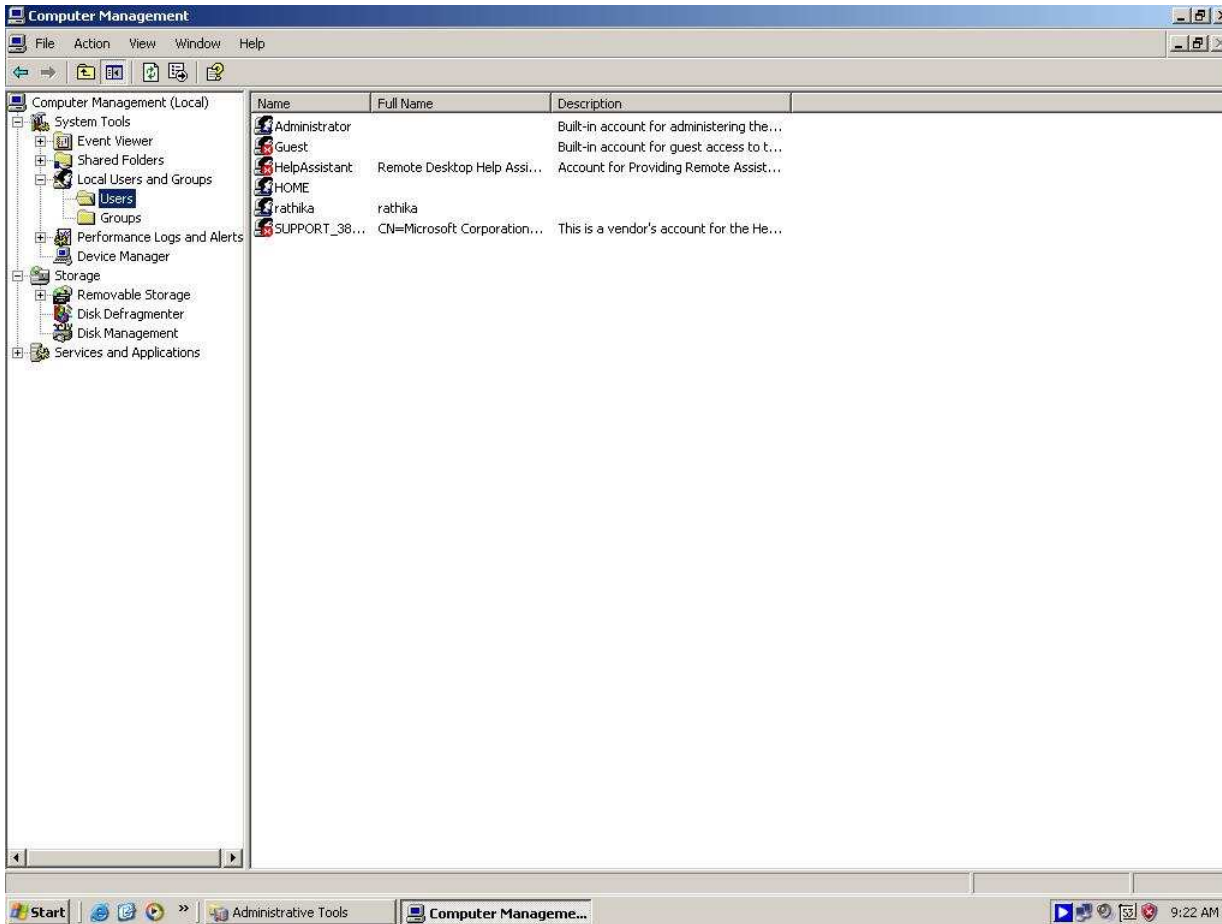 Computer Management
File Action View Window Help
Computer Management (Local)
System Tools
Event Viewer
Shared Folders
Local Users and Groups
Users
Groups
Performance Logs and Alerts
Device Manager
Storage
Removable Storage
Disk Defragmenter
Disk Management
Services and Applications
Name Full Name Description
Administrator Built-in account for administering the...
Guest Built-in account for guest access to t...
HelpAssistant Remote Desktop Help Assi... Account for Providing Remote Assist...
HOME
rathika rathika
SUPPORT_38... CN=Microsoft Corporation... This is a vendor's account for the He...
Start » Administrative Tools Computer Manageme... 9:22 AM